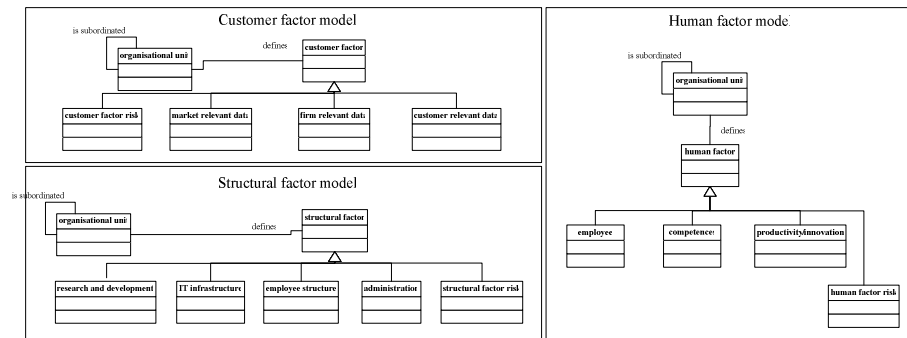 Customer factor model
is subordinated
defines
organisational unit
customer factor
customer factor risk
market relevant data
firm relevant data
customer relevant data
Structural factor model
is subordinated
organisational unit
defines
structural factor
research and development
IT infrastructure
employee structure
administration
structural factor risk
Human factor model
is subordinated
organisational unit
defines
human factor
employee
competences
productivity/innovation
human factor risk